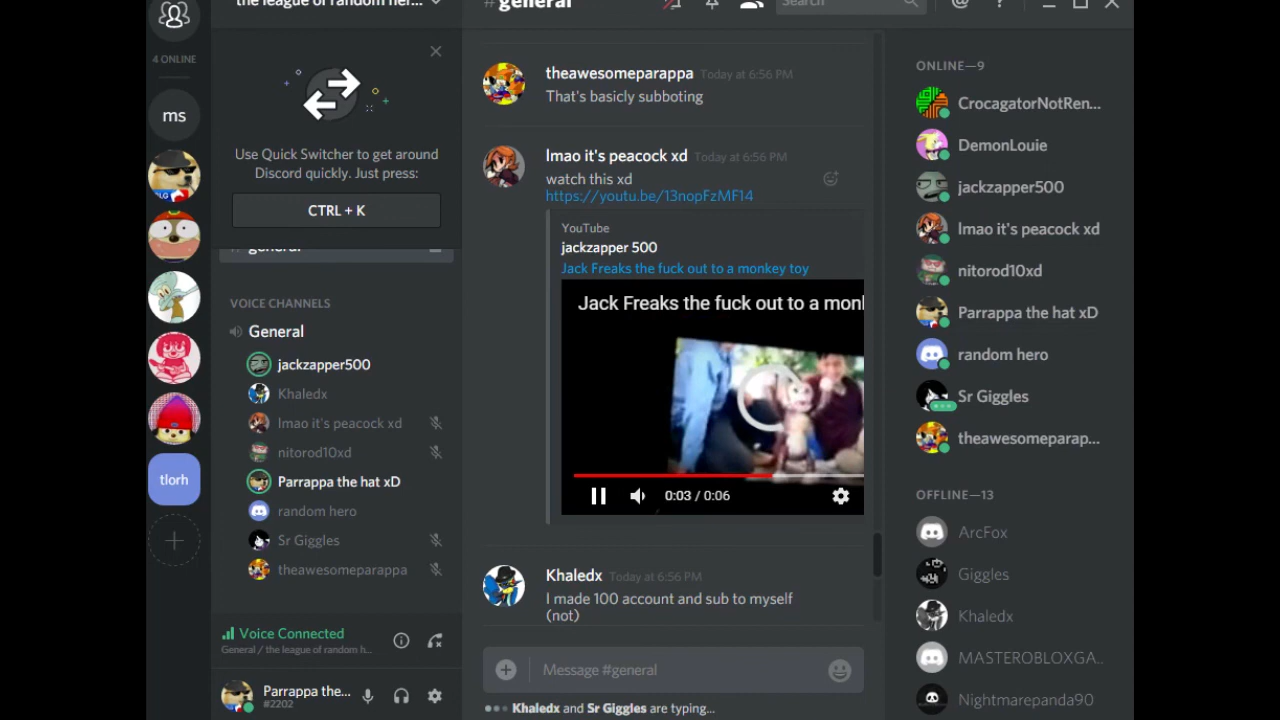 the league of random her...
#general
Search
4 ONLINE
ms
tlorh
Use Quick Switcher to get around
Discord quickly. Just press:
CTRL + K
general
VOICE CHANNELS
General
jackzapper500
Khaledx
lmao it's peacock xd
nitorod10xd
Parrappa the hat xD
random hero
Sr Giggles
theawesomeparappa
Voice Connected
General / the league of random h...
Parrappa the...
#2202
theawesomeparappa Today at 6:56 PM
That's basicly subboting
lmao it's peacock xd Today at 6:56 PM
watch this xd
https://youtu.be/13nopFzMF14
YouTube
jackzapper 500
Jack Freaks the fuck out to a monkey toy
Jack Freaks the fuck out to a monk
0:03 / 0:06
Khaledx Today at 6:56 PM
I made 100 account and sub to myself
(not)
Message #general
Khaledx and Sr Giggles are typing...
ONLINE—9
CrocagatorNotRen...
DemonLouie
jackzapper500
lmao it's peacock xd
nitorod10xd
Parrappa the hat xD
random hero
Sr Giggles
theawesomeparap...
OFFLINE—13
ArcFox
Giggles
Khaledx
MASTEROBLOXGA..
Nightmarepanda90